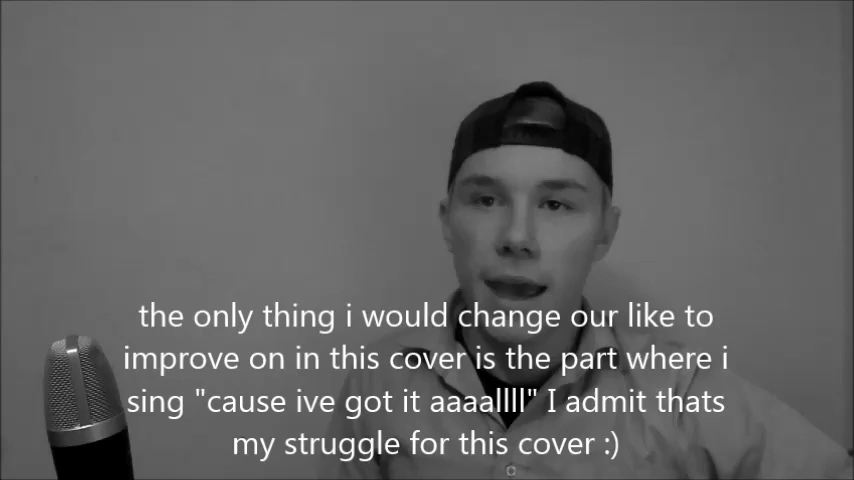 the only thing i would change our like to
improve on in this cover is the part where i
sing "cause ive got it aaaallll" I admit thats
my struggle for this cover :)